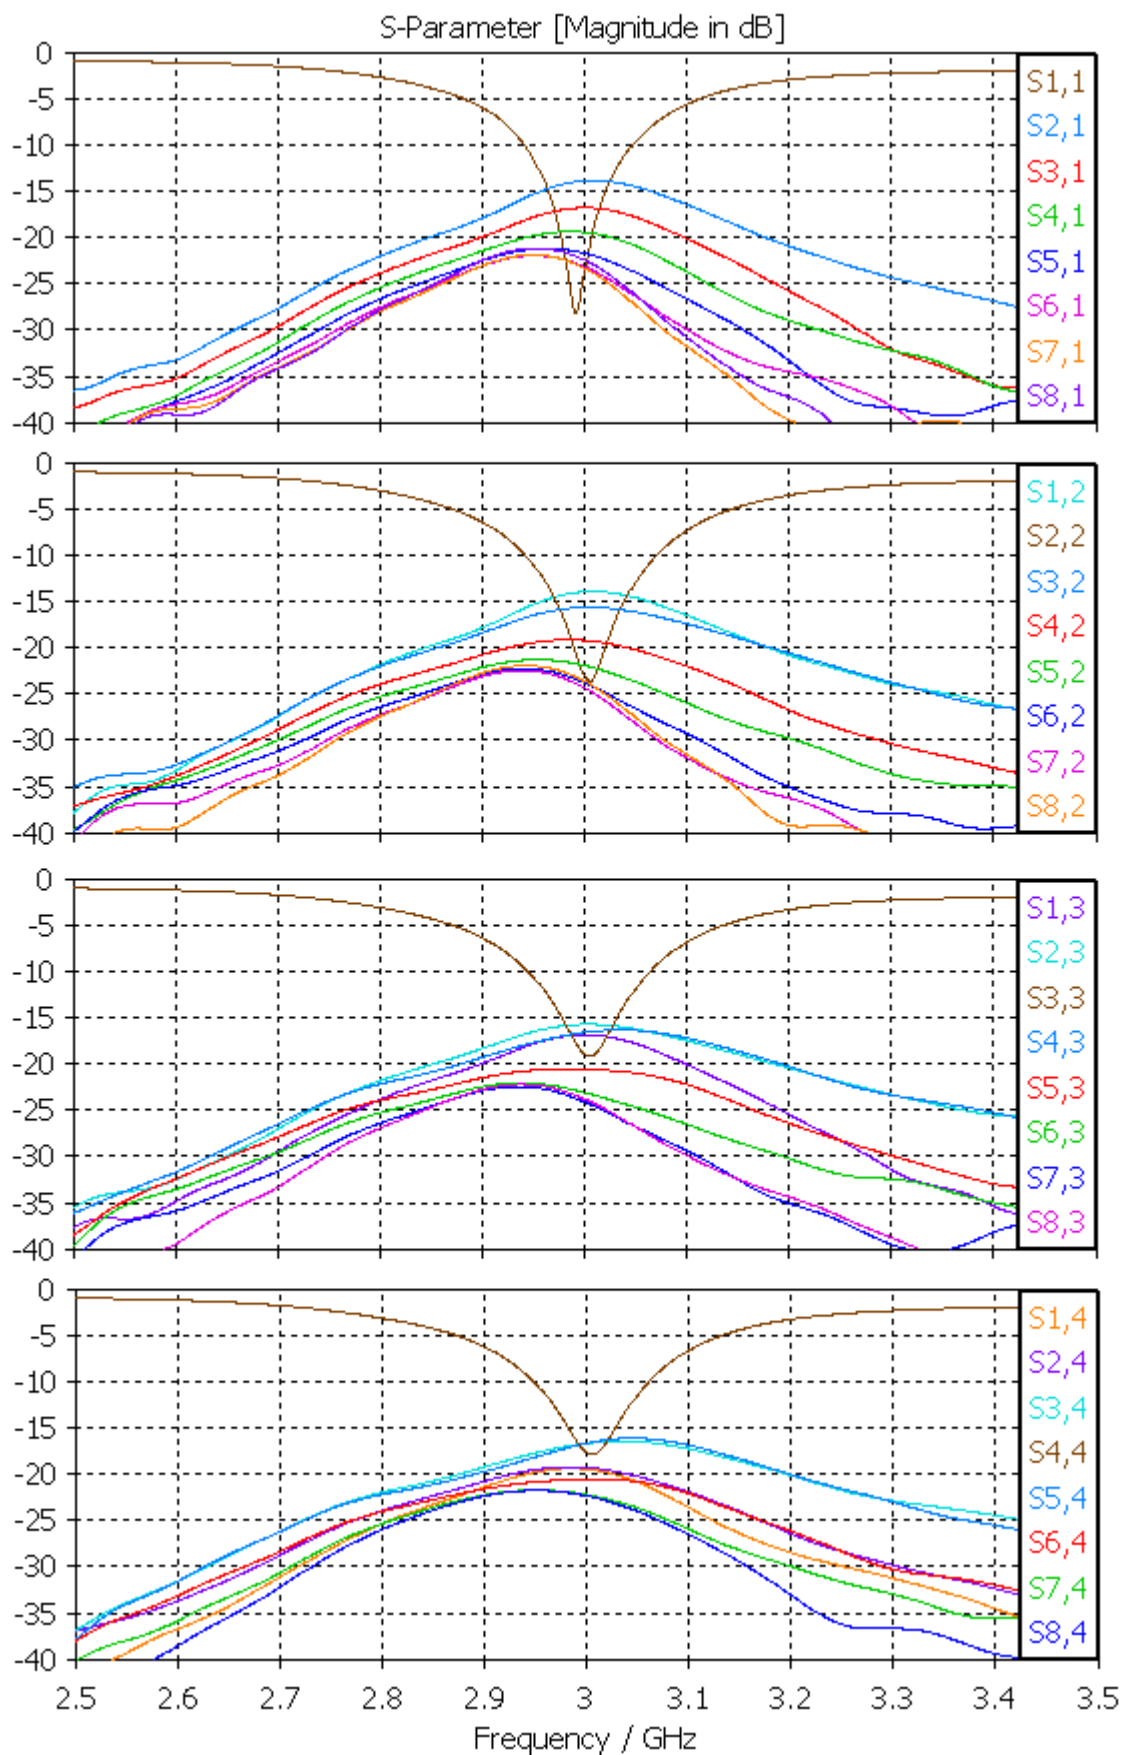 S-Parameter [Magnitude in dB]
0
-5
-10
-15
-20
-25
-30
-35
-40
S1,1
S2,1
S3,1
S4,1
S5,1
S6,1
S7,1
S8,1
0
-5
-10
-15
-20
-25
-30
-35
-40
S1,2
S2,2
S3,2
S4,2
S5,2
S6,2
S7,2
S8,2
0
-5
-10
-15
-20
-25
-30
-35
-40
S1,3
S2,3
S3,3
S4,3
S5,3
S6,3
S7,3
S8,3
0
-5
-10
-15
-20
-25
-30
-35
-40
S1,4
S2,4
S3,4
S4,4
S5,4
S6,4
S7,4
S8,4
2.5 2.6 2.7 2.8 2.9 3 3.1 3.2 3.3 3.4 3.5
Frequency / GHz